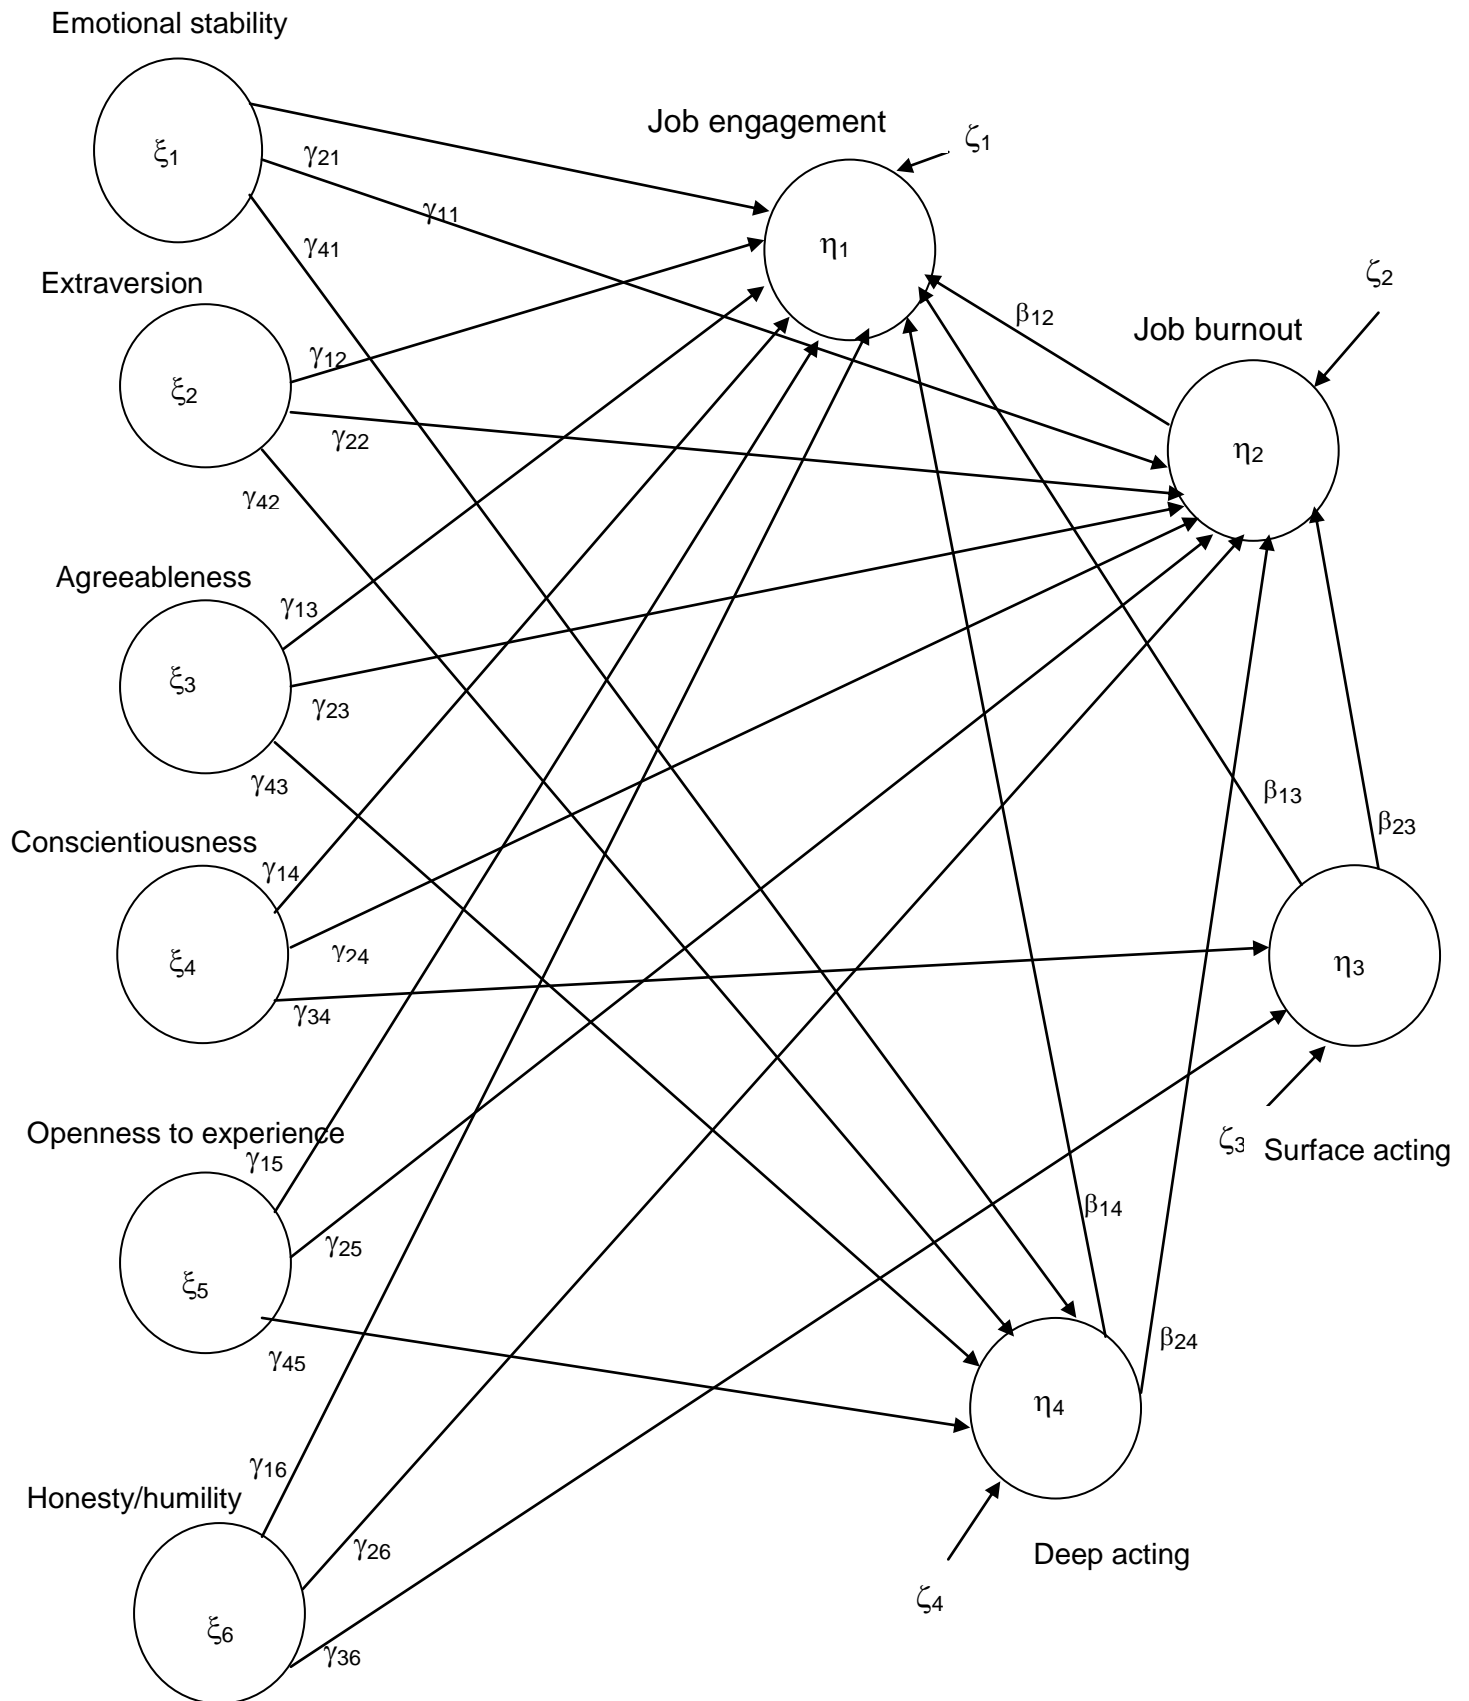 Emotional stability
Job engagement
ζ1
ξ1
γ21
γ11
γ41
η1
Extraversion
ζ2
β12
Job burnout
γ12
ξ2
γ22
η2
γ42
Agreeableness
γ13
ξ3
γ23
γ43
β13
β23
Conscientiousness
γ14
γ24
ξ4
η3
γ34
Openness to experience
ζ3
Surface acting
γ15
β14
γ25
ξ5
β24
γ45
η4
γ16
Honesty/humility
γ26
Deep acting
ζ4
ξ6
γ36